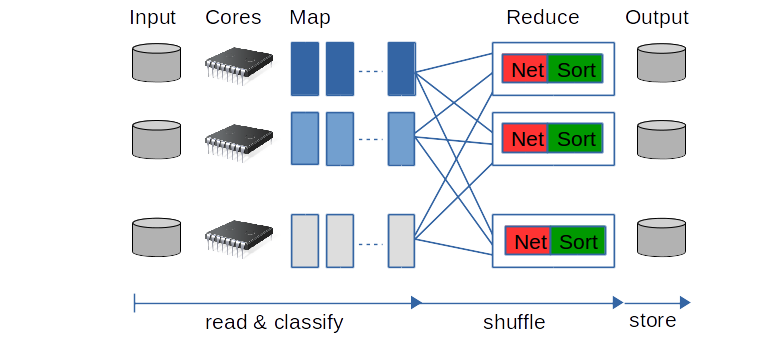 Input Cores Map Reduce Output
Net Sort
Net Sort
Net Sort
read & classify shuffle store